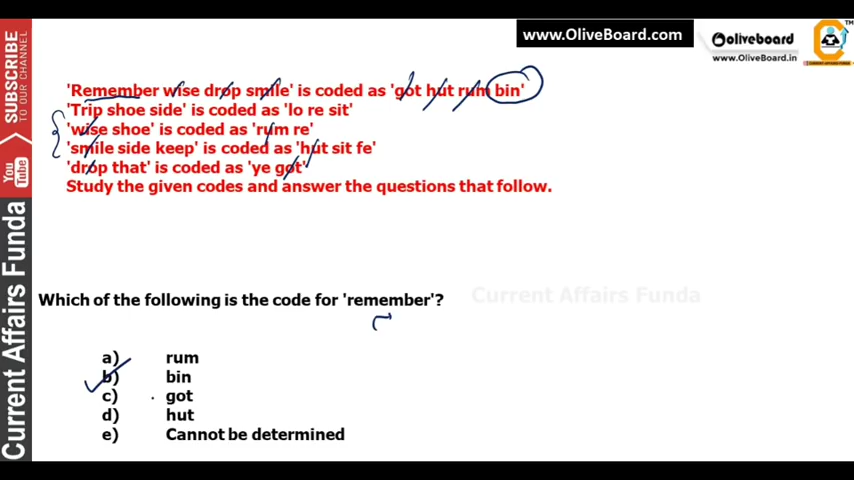 www.OliveBoard.com
oliveboard
OliveBoard.in
SUBSCRIBE
TO OUR CHANNEL
You
Tube
Current Affairs Funda
'Remember wise drop smile' is coded as 'got hut rum bin'
'Trip shoe side' is coded as 'lo re sit'
'wise shoe' is coded as 'rum re'
'smile side keep' is coded as 'hut sit fe'
'drop that' is coded as 'ye got'
Study the given codes and answer the questions that follow.
Current Affairs Funda
Which of the following is the code for 'remember'?
a) rum
b) bin
c) got
d) hut
e) Cannot be determined